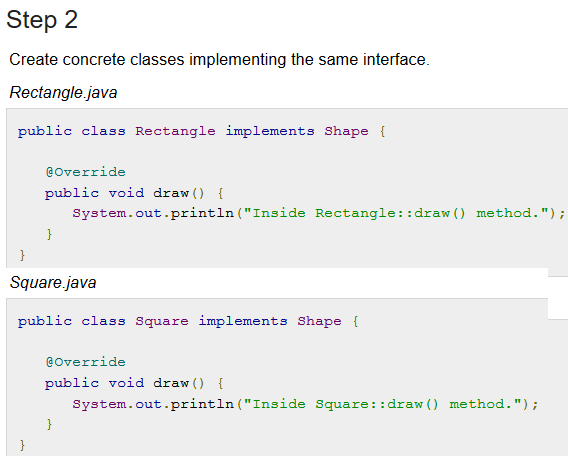 Step 2
Create concrete classes implementing the same interface.
Rectangle.java
public class Rectangle implements Shape {
@Override
public void draw() {
System.out.println("Inside Rectangle::draw() method.");
}
}
Square.java
public class Square implements Shape {
@Override
public void draw() {
System.out.println("Inside Square::draw() method.");
}
}